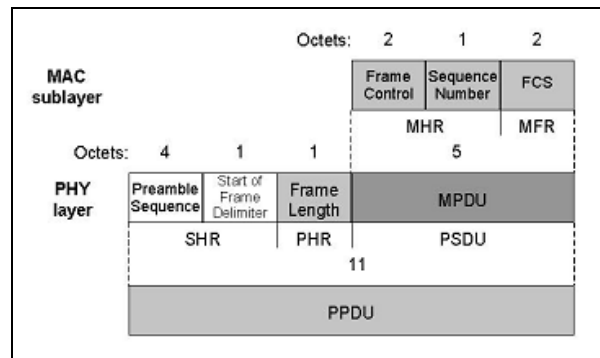 Octets: 2 1 2
MAC
sublayer
Frame
Control
Sequence
Number
FCS
MHR MFR
Octets: 4 1 1 5
PHY
layer
Preamble
Sequence
Start of
Frame
Delimiter
Frame
Length
MPDU
SHR PHR PSDU
11
PPDU